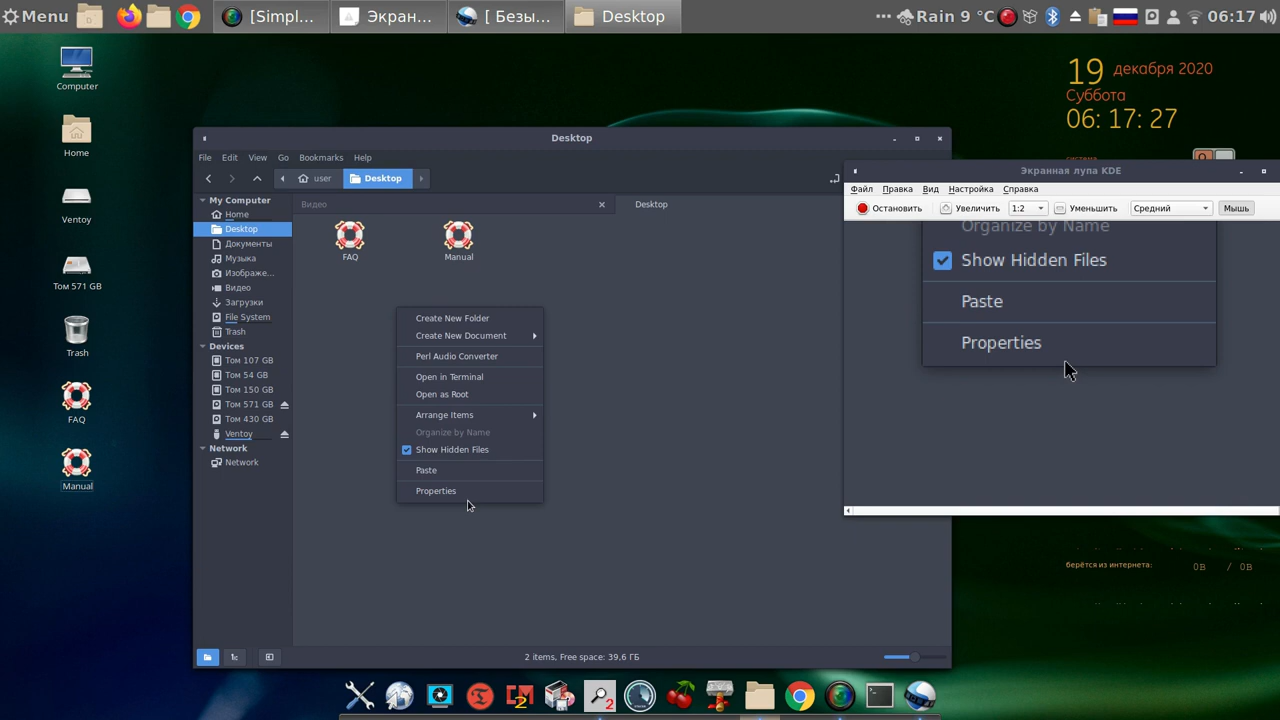 Menu
[Simpl...
Экран...
[ Безы...
Desktop
Rain 9 °C
06:17
Computer
Home
Ventoy
Том 571 GB
Trash
FAQ
Manual
19 декабря 2020
Суббота
06: 17: 27
система
Desktop
File Edit View Go Bookmarks Help
user Desktop
My Computer
Home
Desktop
Документы
Музыка
Изображе...
Видео
Загрузки
File System
Trash
Devices
Том 107 GB
Том 54 GB
Том 150 GB
Том 571 GB
Том 430 GB
Ventoy
Network
Network
Видео
Desktop
FAQ
Manual
Create New Folder
Create New Document
Perl Audio Converter
Open in Terminal
Open as Root
Arrange Items
Organize by Name
Show Hidden Files
Paste
Properties
2 items, Free space: 39,6 ГБ
Экранная лупа KDE
Файл Правка Вид Настройка Справка
Остановить Увеличить 1:2 Уменьшить Средний Мышь
Organize by Name
Show Hidden Files
Paste
Properties
берётся из интернета: 0B / 0B
2
2